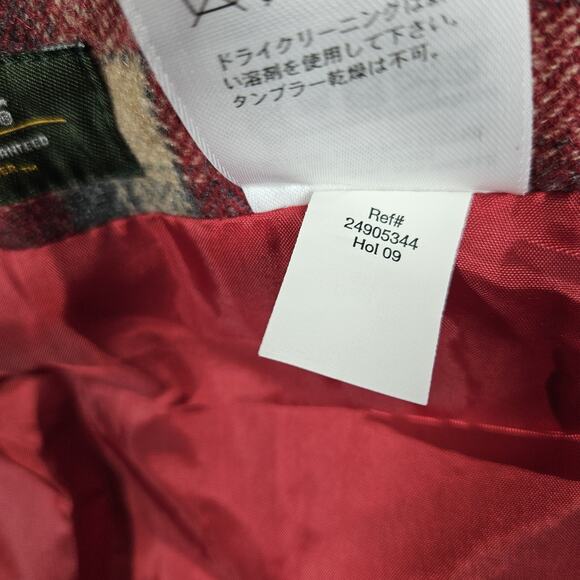 ドライクリーニングは
い溶剤を使用して下さい。
タンブラー乾燥は不可。
Ref#
24905344
Hol 09